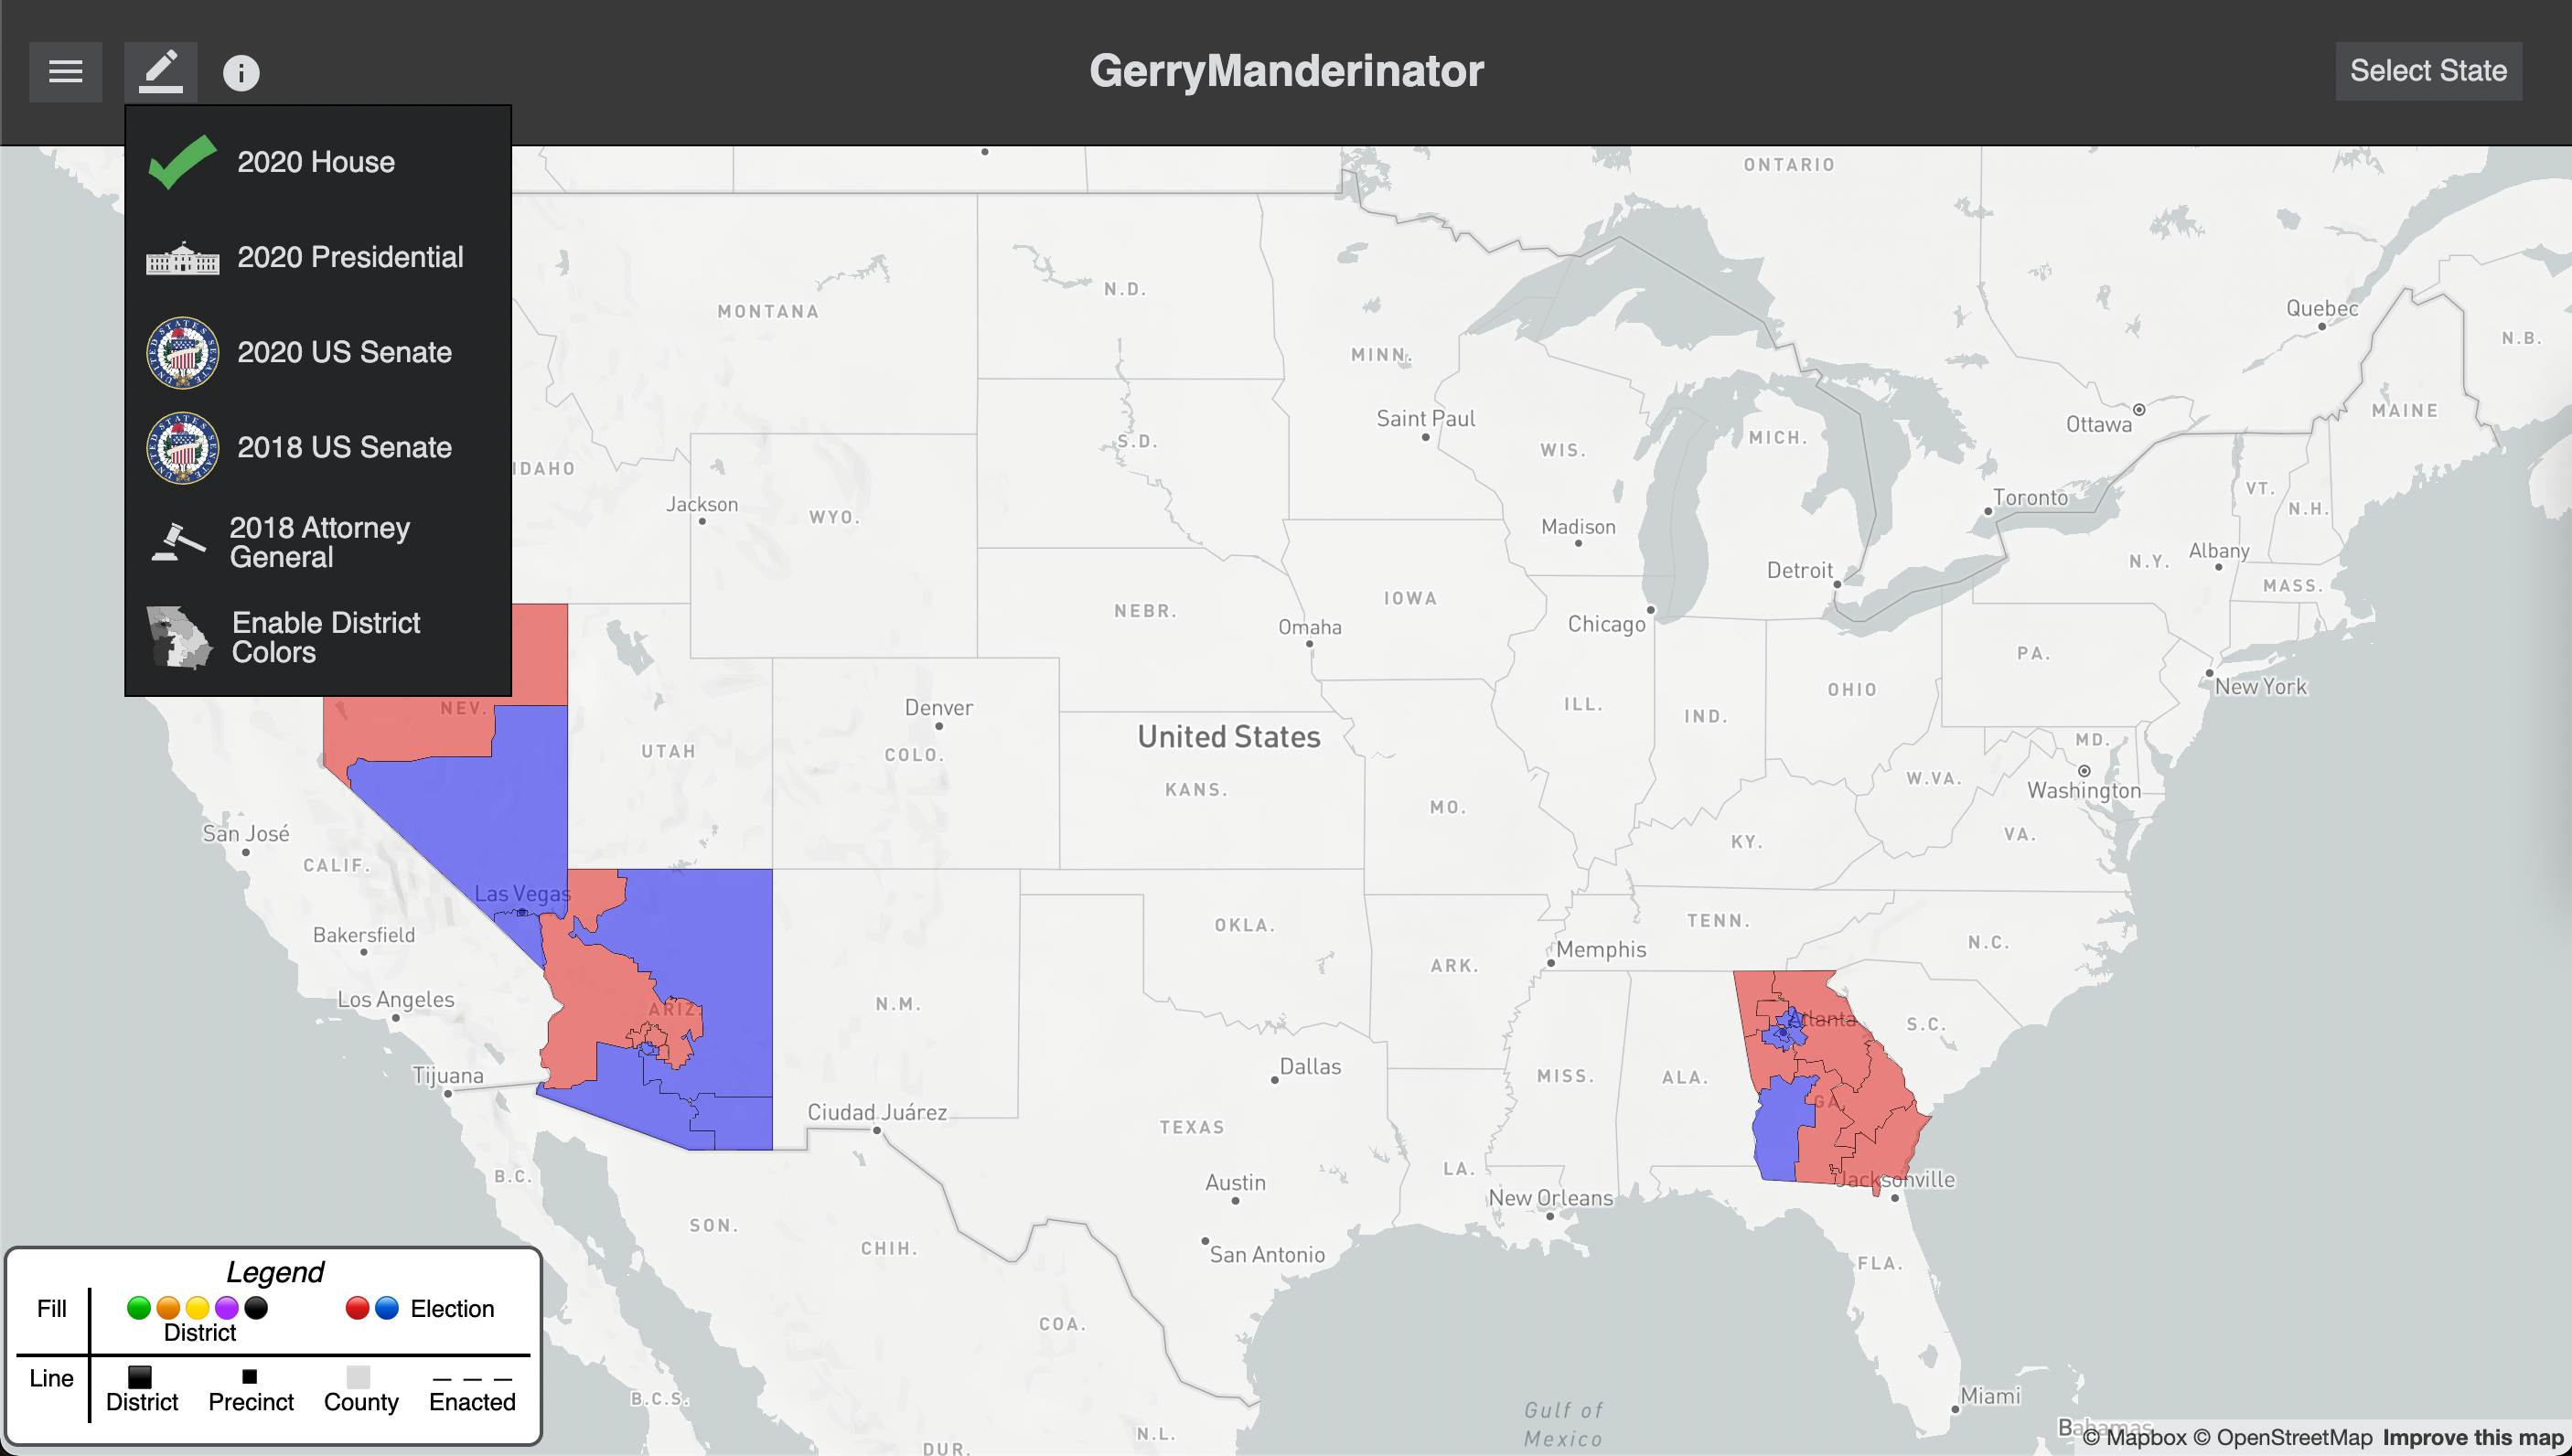 GerryManderinator
Select State
2020 House
2020 Presidential
2020 US Senate
2018 US Senate
2018 Attorney
General
Enable District
Colors
ONTARIO
Quebec
N.B.
MONTANA
N.D.
MINN.
Saint Paul
S.D.
WIS.
MICH.
Ottawa
MAINE
IDAHO
Jackson
WYO.
Madison
Toronto
VT.
N.H.
N.Y.
Albany
MASS.
Detroit
IOWA
NEBR.
Omaha
Chicago
PA.
New York
NEV.
UTAH
Denver
COLO.
United States
KANS.
ILL.
IND.
OHIO
MD.
W.VA.
Washington
VA.
MO.
KY.
San José
CALIF.
Las Vegas
Bakersfield
OKLA.
TENN.
N.C.
Memphis
ARK.
Los Angeles
ARIZ.
N.M.
Atlanta
S.C.
Tijuana
Dallas
MISS.
ALA.
GA.
Ciudad Juárez
TEXAS
B.C.
LA.
Jacksonville
Austin
New Orleans
SON.
CHIH.
San Antonio
FLA.
COA.
B.C.S.
Miami
Gulf of
Mexico
N.L.
DUR.
Bahamas
Legend
Fill
District
Election
Line
District
Precinct
County
Enacted
© Mapbox © OpenStreetMap Improve this map